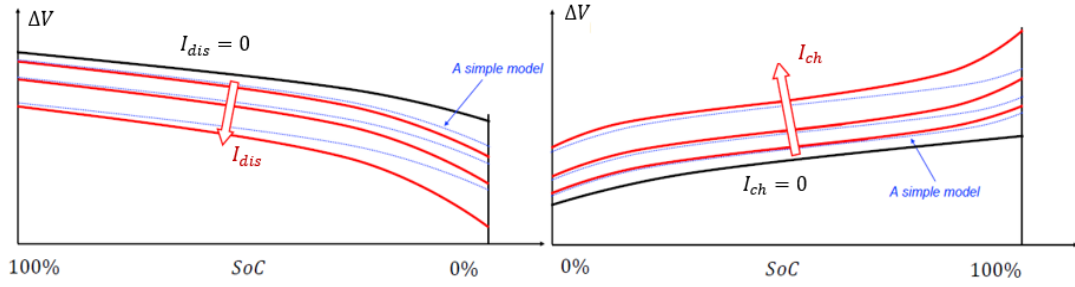 ΔV
I_dis = 0
A simple model
I_dis
100%
SoC
0%
ΔV
I_ch
I_ch = 0
A simple model
0%
SoC
100%